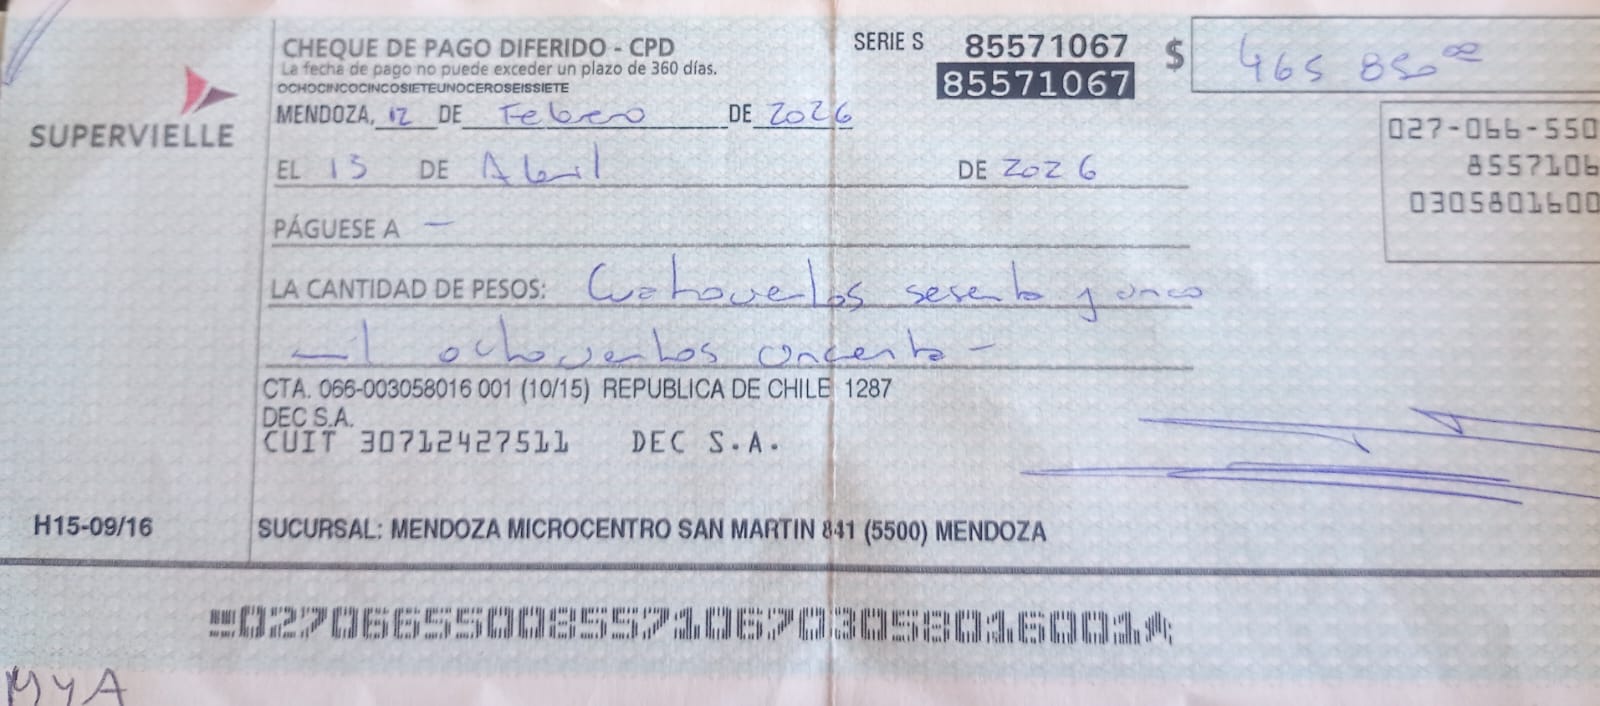 SUPERVIELLE
CHEQUE DE PAGO DIFERIDO - CPD
La fecha de pago no puede exceder un plazo de 360 días.
OCHOCINCOCINCOSIETEUNOCEROSEISSIETE
SERIE S 85571067
85571067
$ 465 850 00
MENDOZA, 12 DE Febrero DE 2026
027-066-550
8557106
0305801600
EL 13 DE Abril DE 2026
PÁGUESE A —
LA CANTIDAD DE PESOS: Cuatrocientos sesenta y cinco
mil ochocientos cincuenta —
CTA. 066-003058016 001 (10/15) REPUBLICA DE CHILE 1287
DEC S.A.
CUIT 30712427511 DEC S.A.
H15-09/16
SUCURSAL: MENDOZA MICROCENTRO SAN MARTIN 841 (5500) MENDOZA
02706655008557106703058016001
MYA